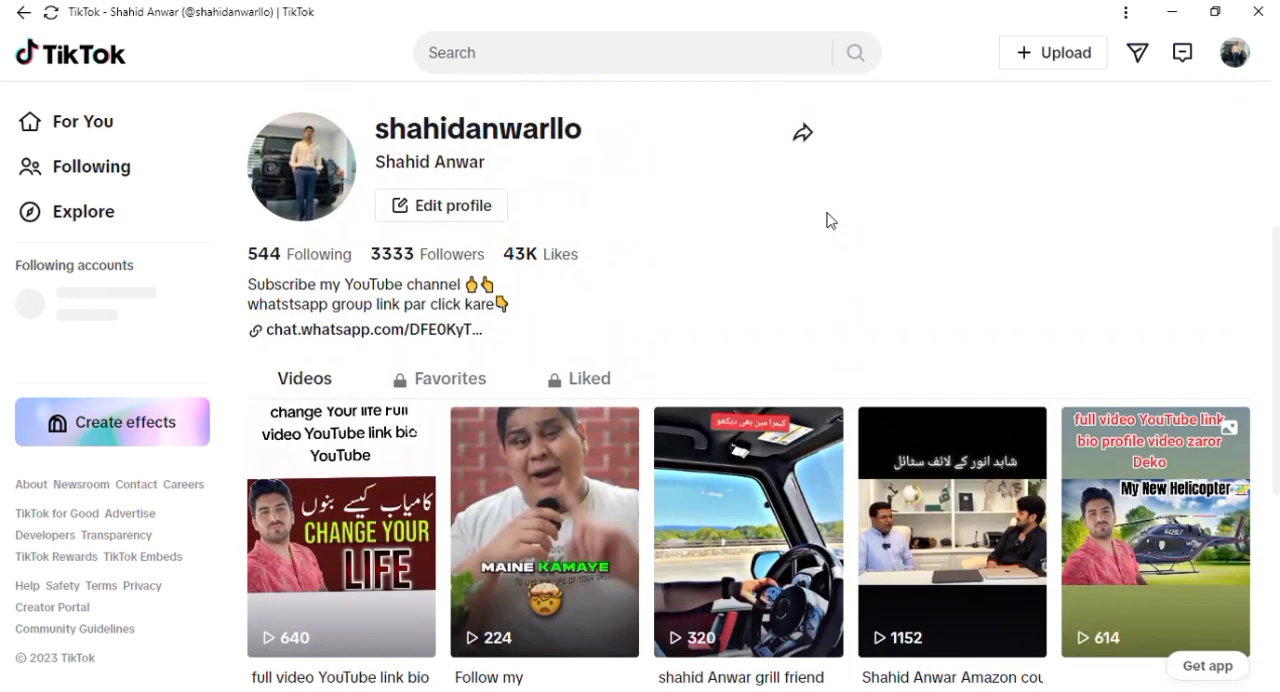 TikTok - Shahid Anwar (@shahidanwarllo) | TikTok
TikTok
Search
Upload
For You
Following
Explore
Following accounts
Create effects
About Newsroom Contact Careers
TikTok for Good Advertise
Developers Transparency
TikTok Rewards TikTok Embeds
Help Safety Terms Privacy
Creator Portal
Community Guidelines
© 2023 TikTok
shahidanwarllo
Shahid Anwar
Edit profile
544 Following 3333 Followers 43K Likes
Subscribe my YouTube channel
whatstsapp group link par click kare
chat.whatsapp.com/DFE0KyT...
Videos Favorites Liked
change Your life Full
video YouTube link bio
YouTube
کامیاب کیسے بنوں
CHANGE YOUR
LIFE
640
full video YouTube link bio
MAINE KAMAYE
224
Follow my
کیمرا مین بھی دیکھو
320
shahid Anwar grill friend
شاہد انور کے لائف سٹائل
1152
Shahid Anwar Amazon cou
full video YouTube link
bio profile video zaror
Deko
My New Helicopter
614
Get app